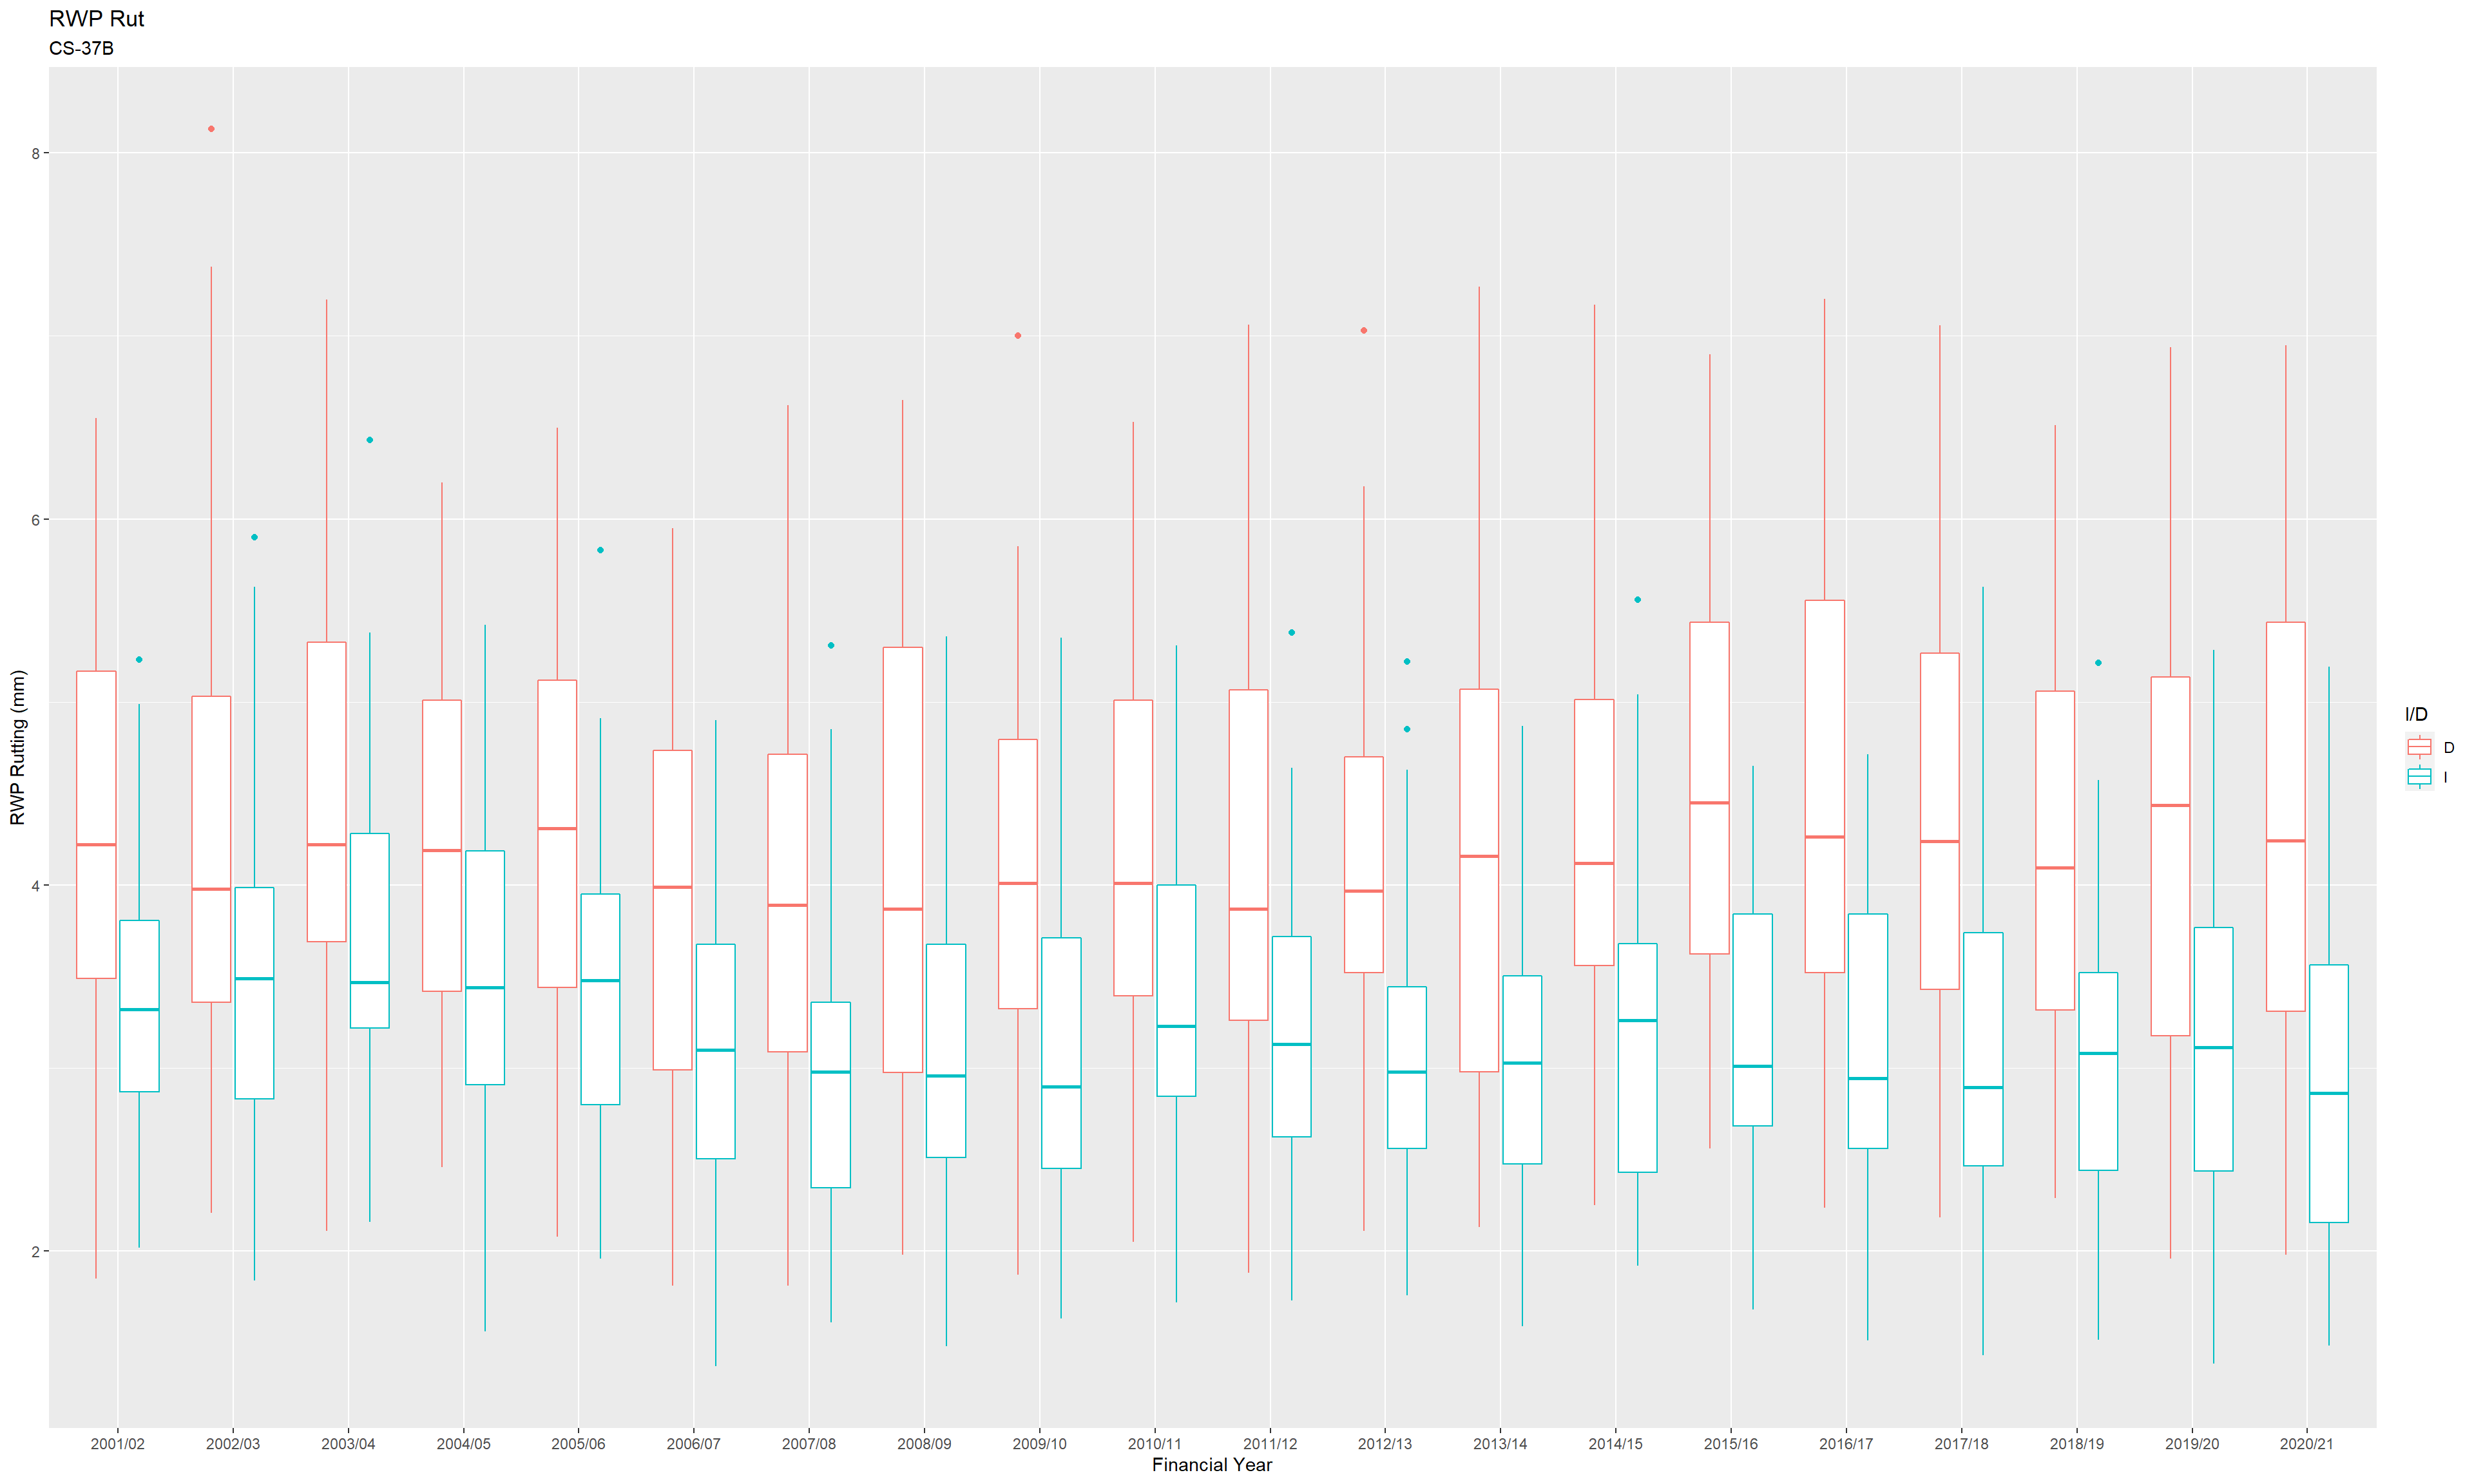 RWP Rut
CS-37B
RWP Rutting (mm)
8
6
4
2
2001/02 2002/03 2003/04 2004/05 2005/06 2006/07 2007/08 2008/09 2009/10 2010/11 2011/12 2012/13 2013/14 2014/15 2015/16 2016/17 2017/18 2018/19 2019/20 2020/21
Financial Year
I/D
D
I